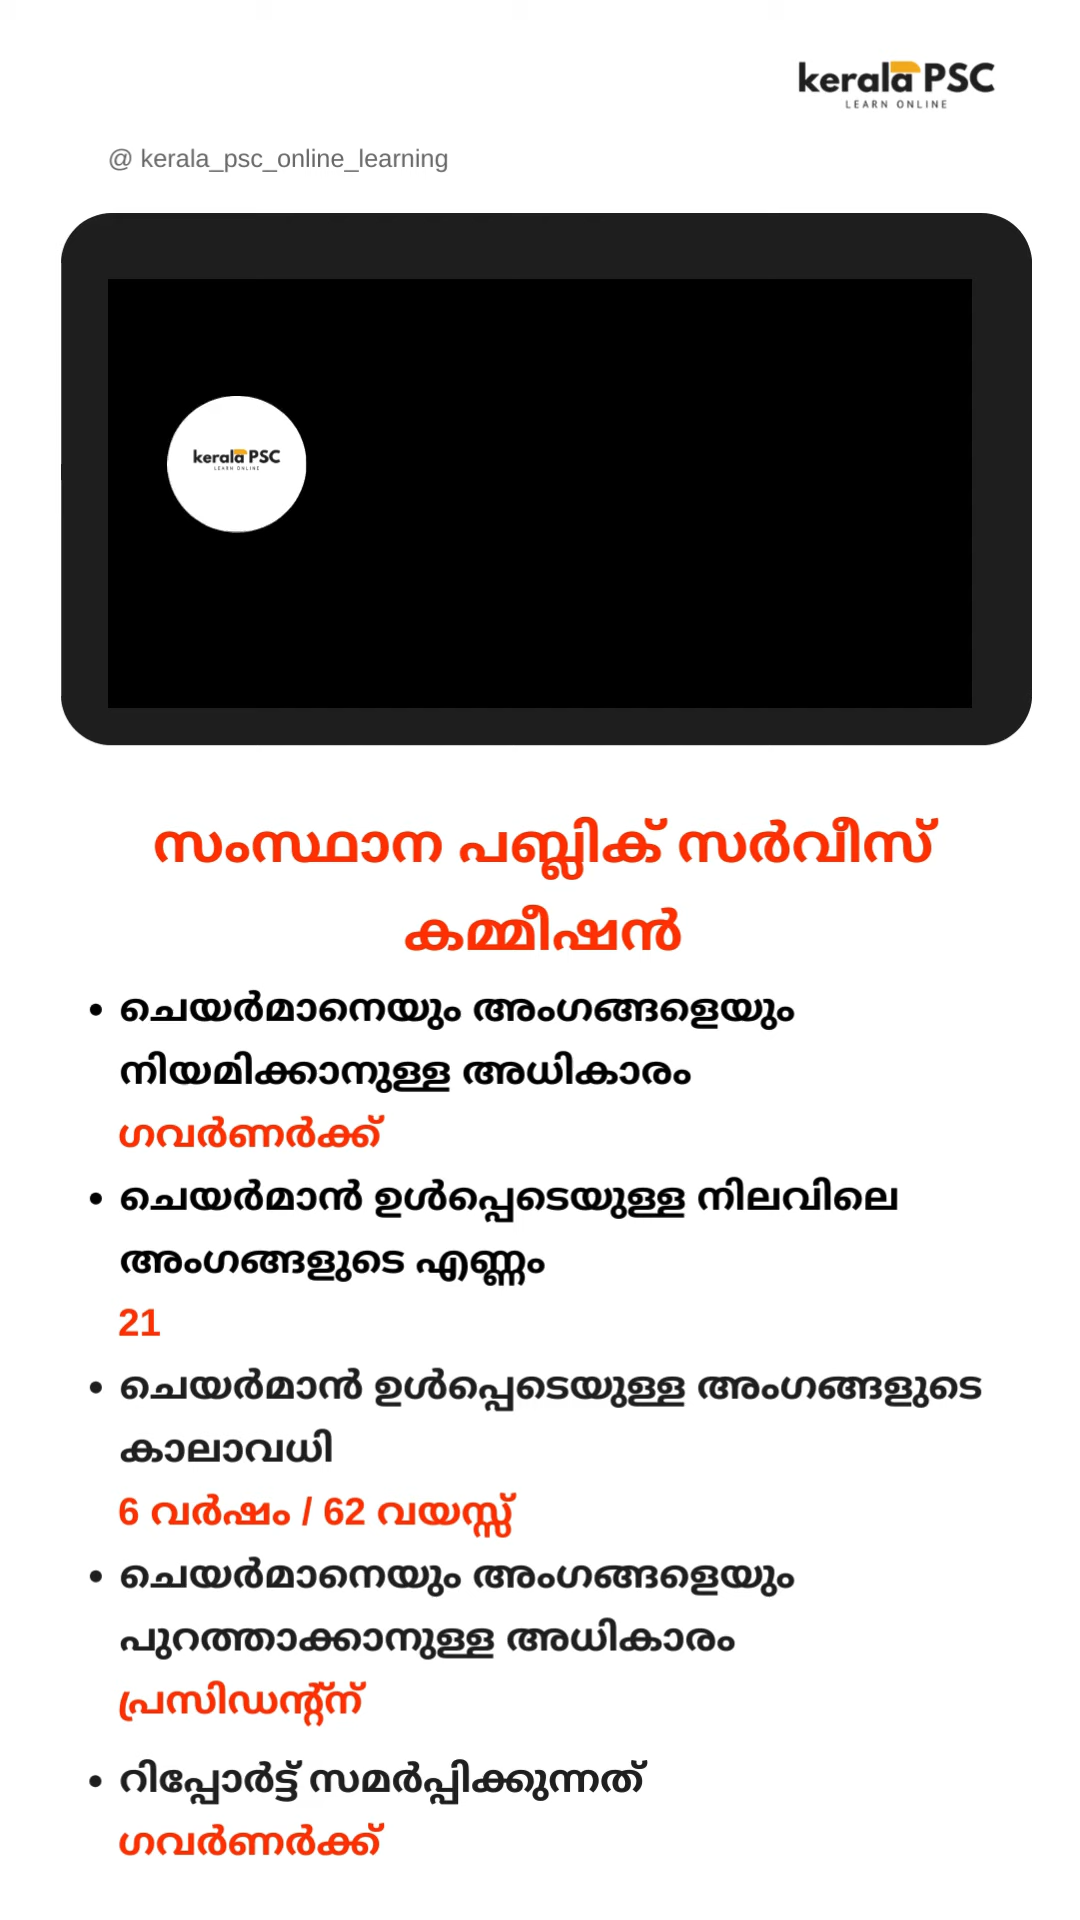 kerala PSC
LEARN ONLINE
@ kerala_psc_online_learning
kerala PSC
LEARN ONLINE
സംസ്ഥാന പബ്ലിക് സർവീസ്
കമ്മീഷൻ
• ചെയർമാനെയും അംഗങ്ങളെയും
നിയമിക്കാനുള്ള അധികാരം
ഗവർണർക്ക്
• ചെയർമാൻ ഉൾപ്പെടെയുള്ള നിലവിലെ
അംഗങ്ങളുടെ എണ്ണം
21
• ചെയർമാൻ ഉൾപ്പെടെയുള്ള അംഗങ്ങളുടെ
കാലാവധി
6 വർഷം / 62 വയസ്സ്
• ചെയർമാനെയും അംഗങ്ങളെയും
പുറത്താക്കാനുള്ള അധികാരം
പ്രസിഡന്റ്ന്
• റിപ്പോർട്ട് സമർപ്പിക്കുന്നത്
ഗവർണർക്ക്